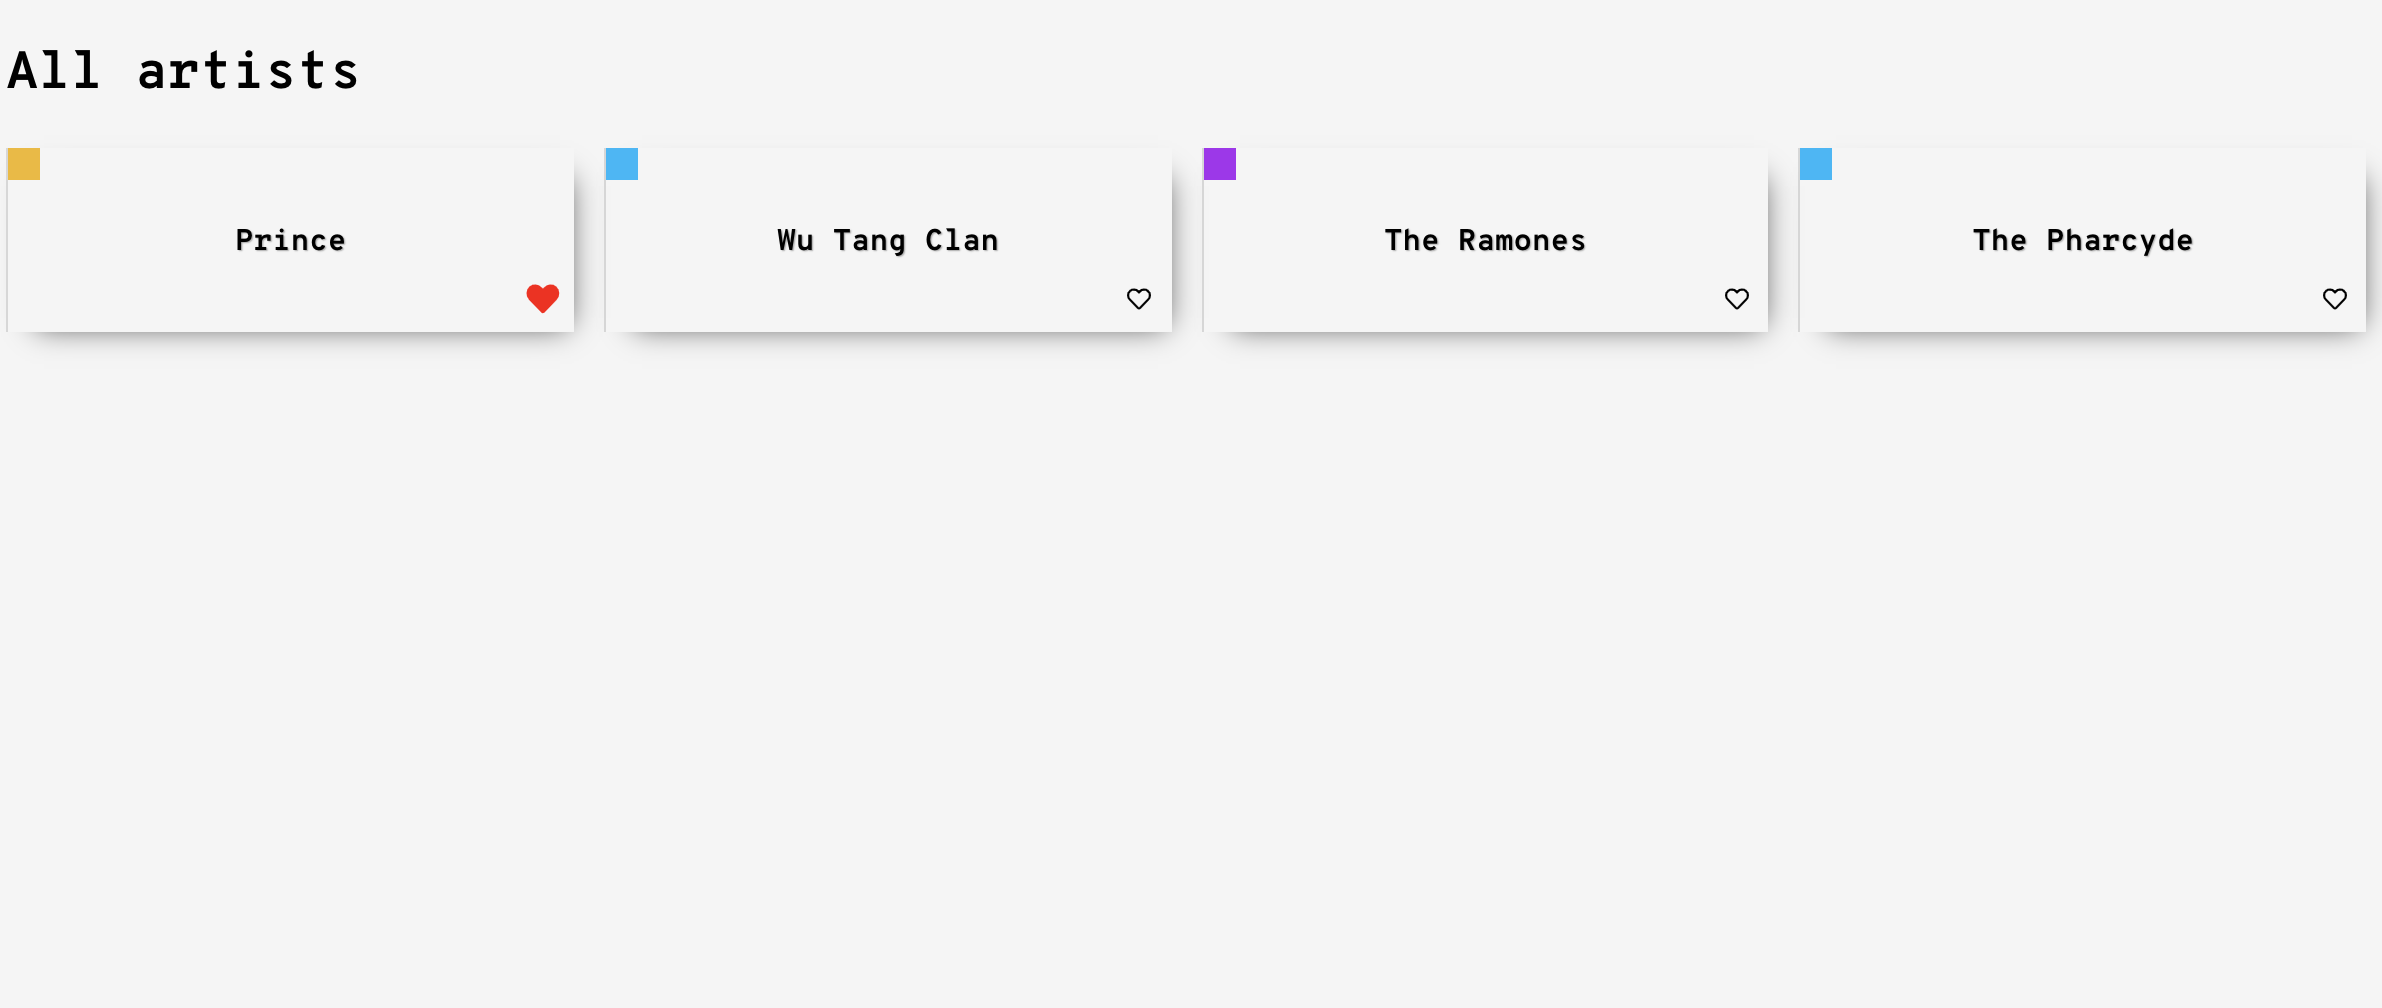 All artists
Prince
Wu Tang Clan
The Ramones
The Pharcyde